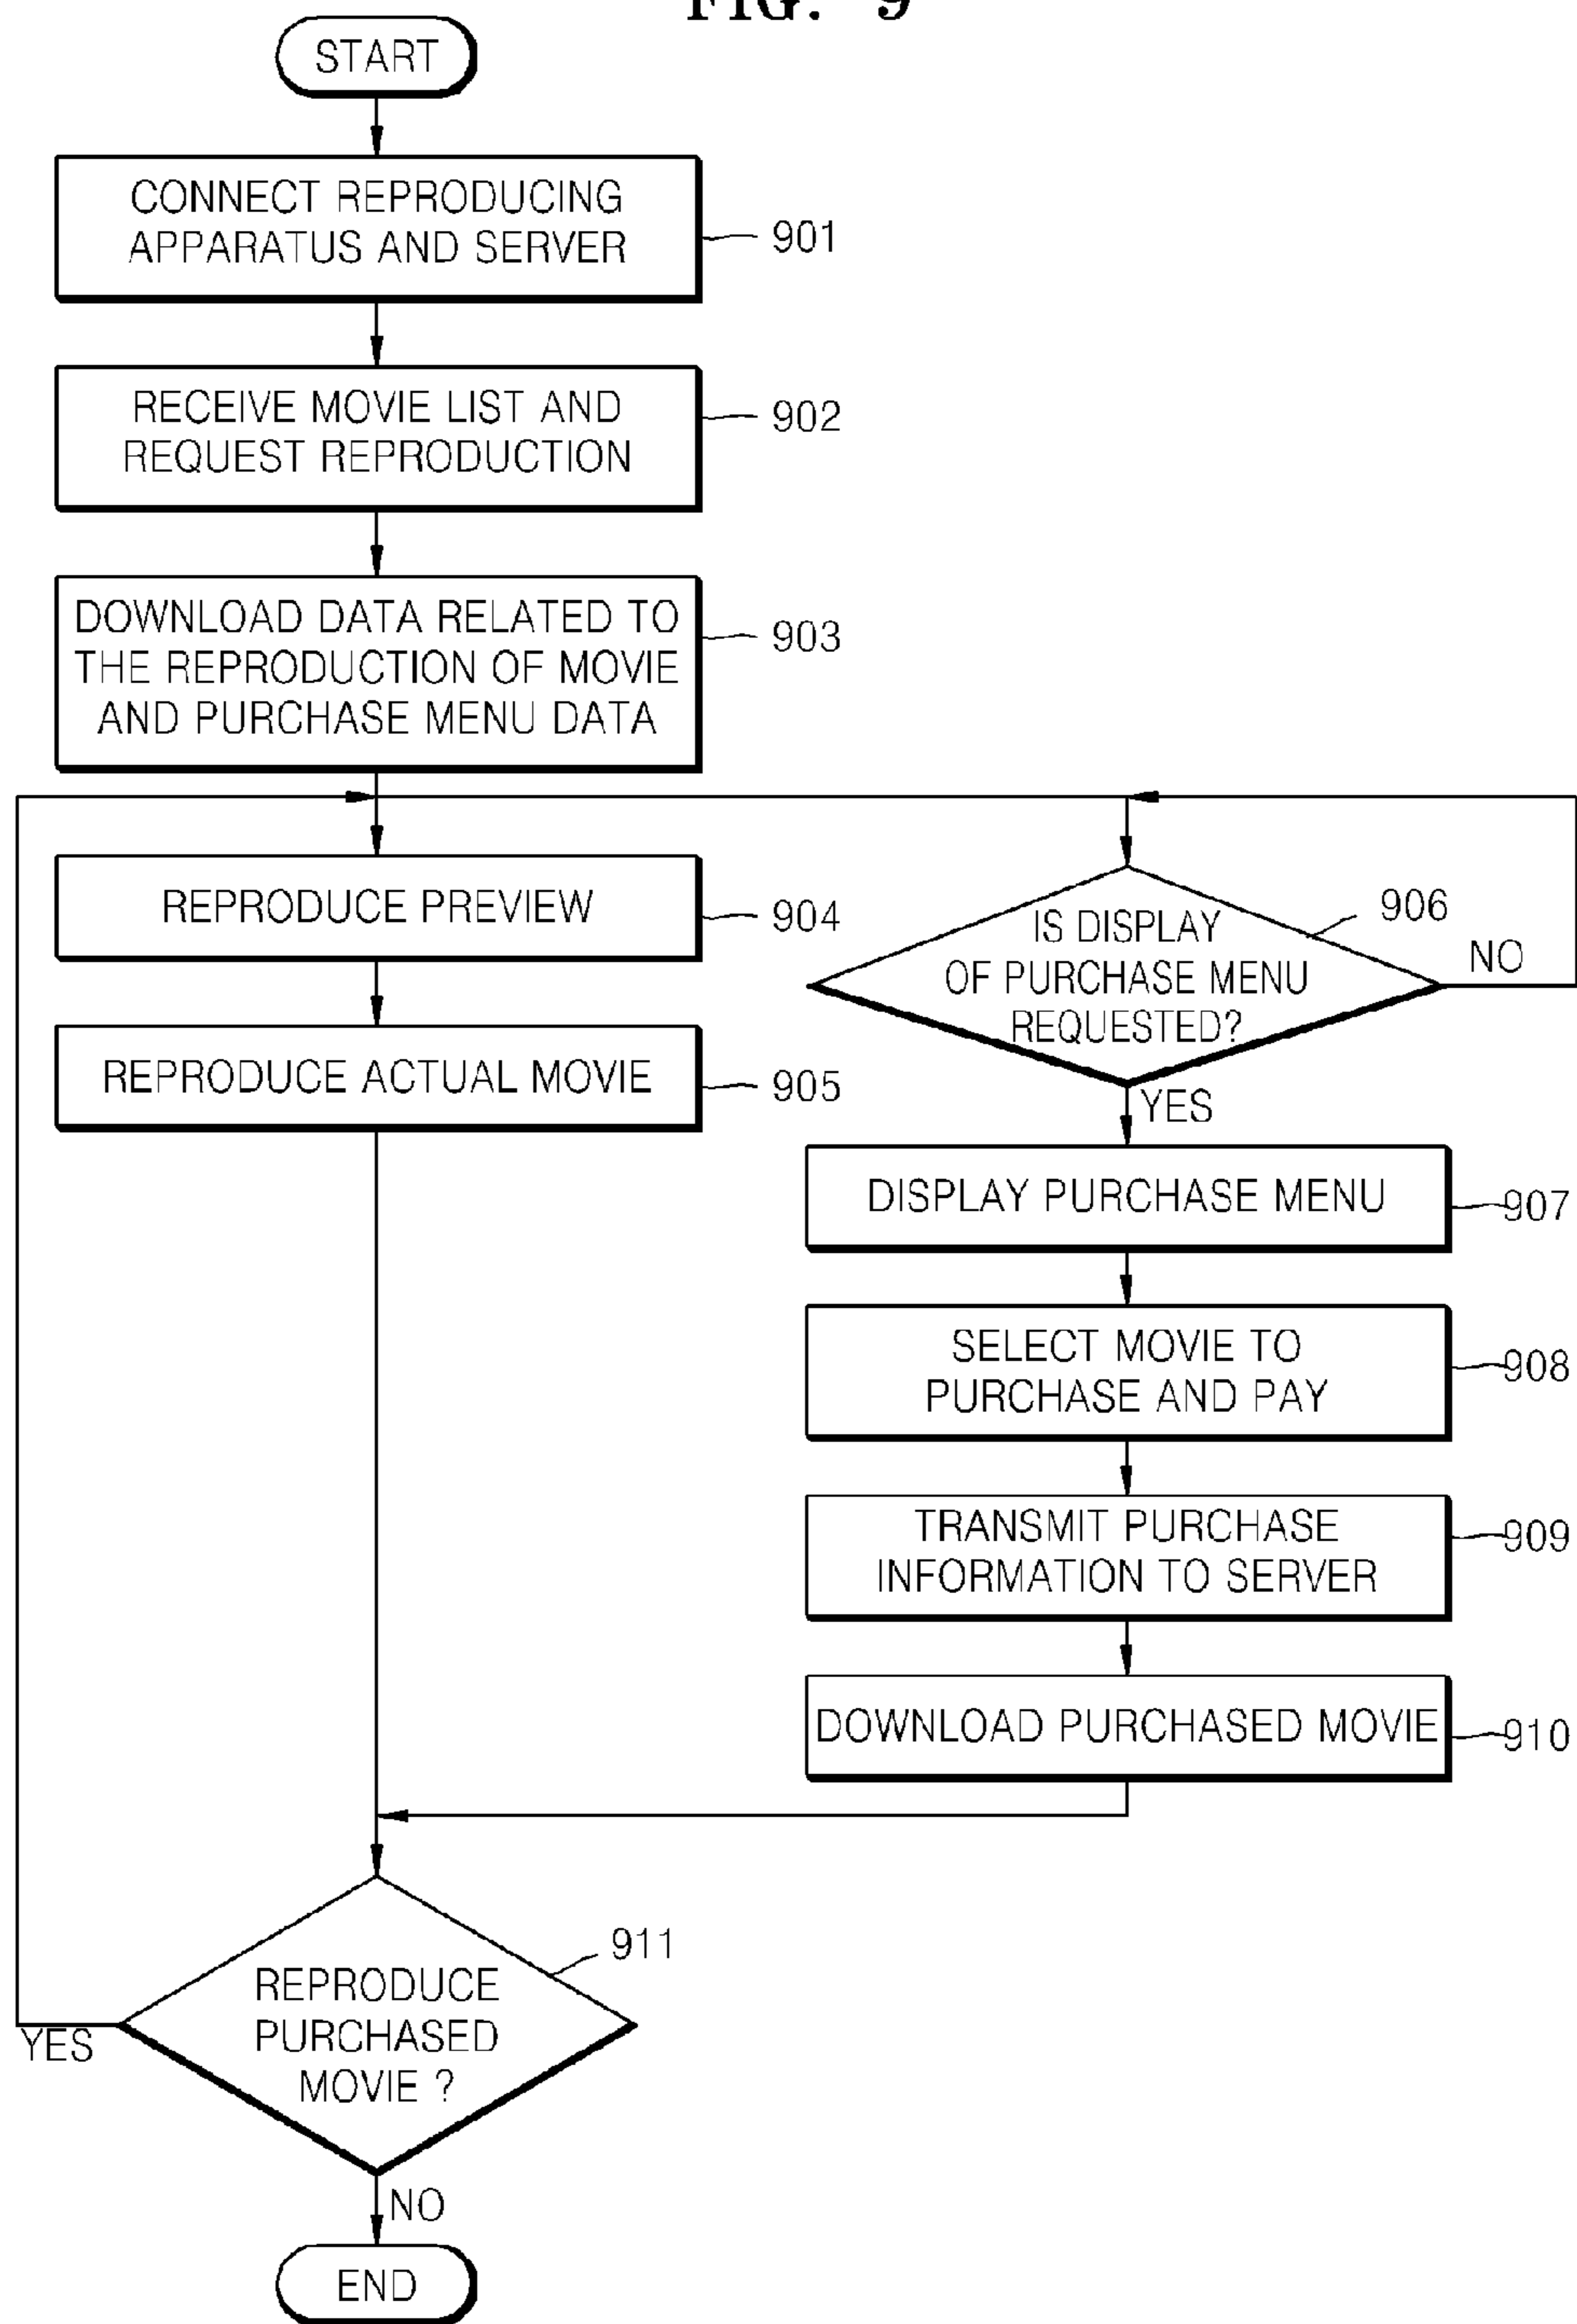 FIG. 9
START
CONNECT REPRODUCING
APPARATUS AND SERVER
901
RECEIVE MOVIE LIST AND
REQUEST REPRODUCTION
902
DOWNLOAD DATA RELATED TO
THE REPRODUCTION OF MOVIE
AND PURCHASE MENU DATA
903
REPRODUCE PREVIEW
904
REPRODUCE ACTUAL MOVIE
905
IS DISPLAY
OF PURCHASE MENU
REQUESTED?
906
NO
YES
DISPLAY PURCHASE MENU
907
SELECT MOVIE TO
PURCHASE AND PAY
908
TRANSMIT PURCHASE
INFORMATION TO SERVER
909
DOWNLOAD PURCHASED MOVIE
910
REPRODUCE
PURCHASED
MOVIE ?
911
YES
NO
END